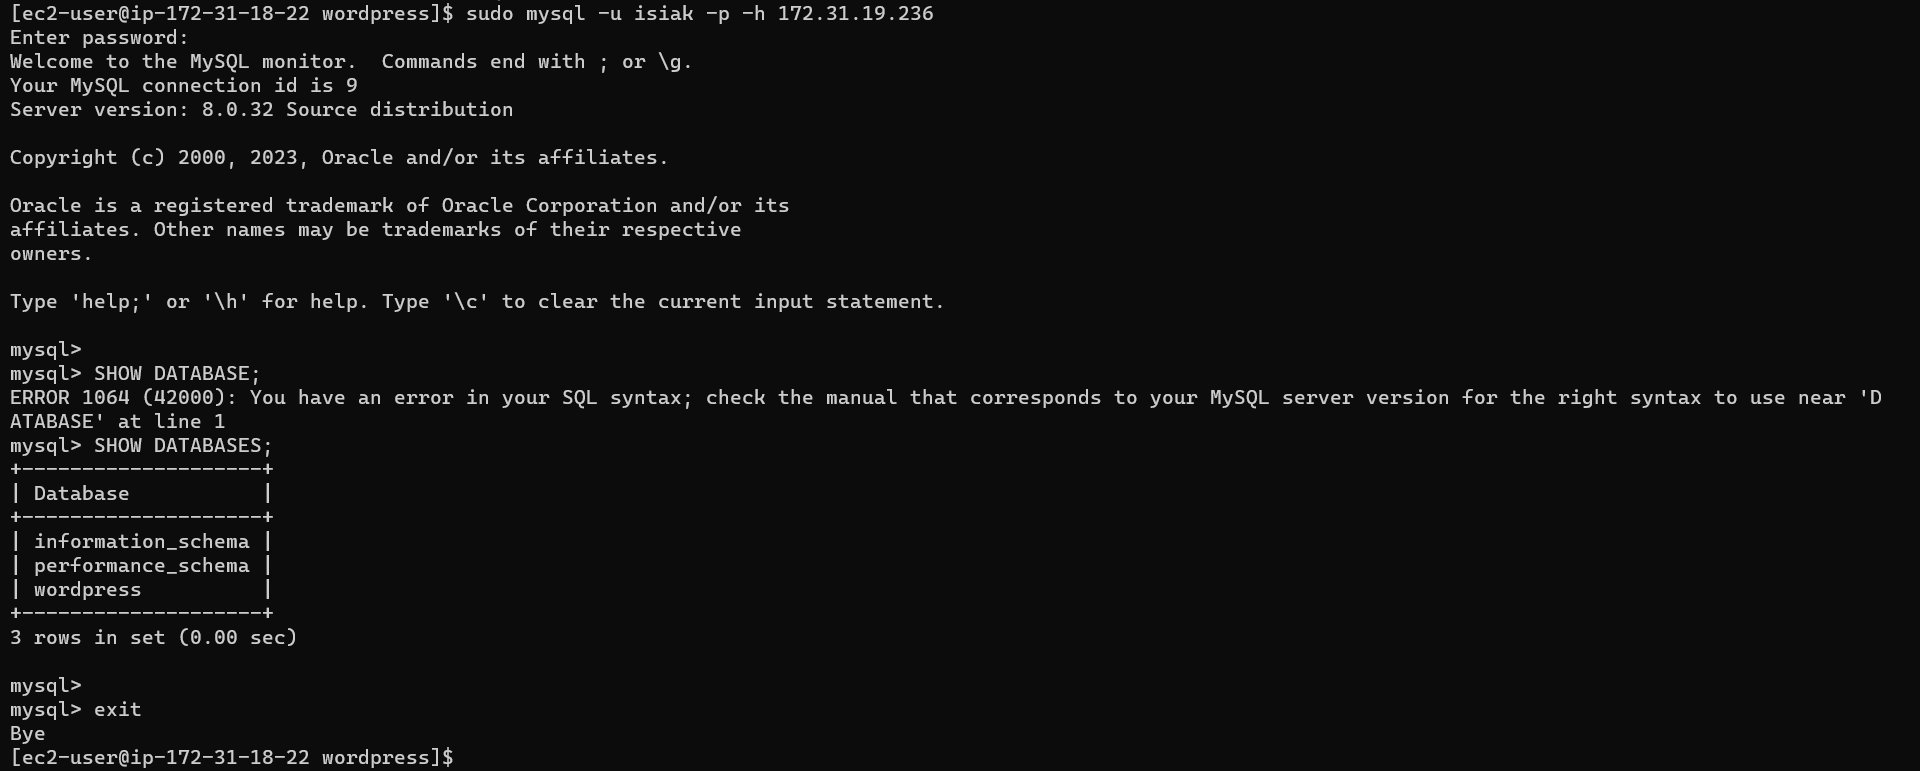 [ec2-user@ip-172-31-18-22 wordpress]$ sudo mysql -u isiak -p -h 172.31.19.236
Enter password:
Welcome to the MySQL monitor.  Commands end with ; or \g.
Your MySQL connection id is 9
Server version: 8.0.32 Source distribution
Copyright (c) 2000, 2023, Oracle and/or its affiliates.
Oracle is a registered trademark of Oracle Corporation and/or its
affiliates. Other names may be trademarks of their respective
owners.
Type 'help;' or '\h' for help. Type '\c' to clear the current input statement.
mysql>
mysql> SHOW DATABASE;
ERROR 1064 (42000): You have an error in your SQL syntax; check the manual that corresponds to your MySQL server version for the right syntax to use near 'D
ATABASE' at line 1
mysql> SHOW DATABASES;
+--------------------+
| Database           |
+--------------------+
| information_schema |
| performance_schema |
| wordpress          |
+--------------------+
3 rows in set (0.00 sec)
mysql>
mysql> exit
Bye
[ec2-user@ip-172-31-18-22 wordpress]$